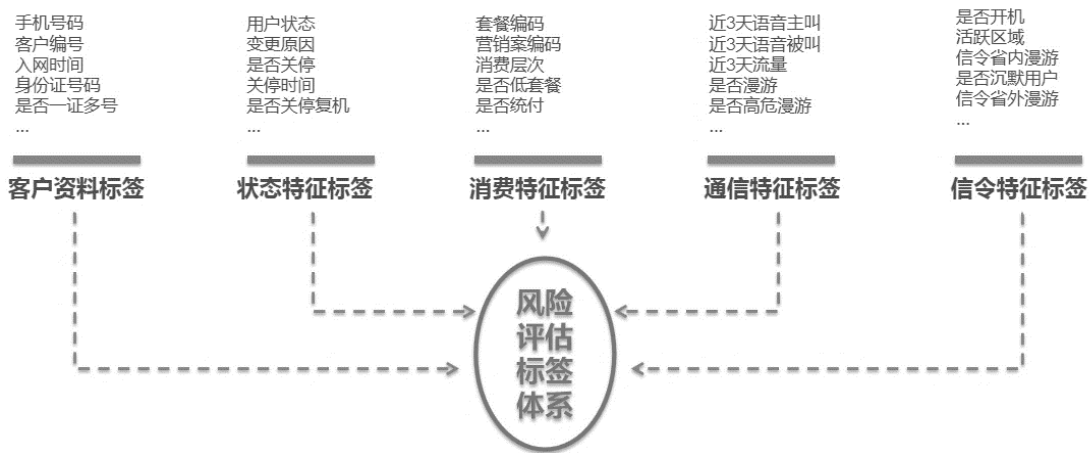 手机号码
客户编号
入网时间
身份证号码
是否一证多号
...
客户资料标签
用户状态
变更原因
是否关停
关停时间
是否关停复机
...
状态特征标签
套餐编码
营销案编码
消费层次
是否低套餐
是否统付
...
消费特征标签
近3天语音主叫
近3天语音被叫
近3天流量
是否漫游
是否高危漫游
...
通信特征标签
是否开机
活跃区域
信令省内漫游
是否沉默用户
信令省外漫游
...
信令特征标签
风险
评估
标签
体系